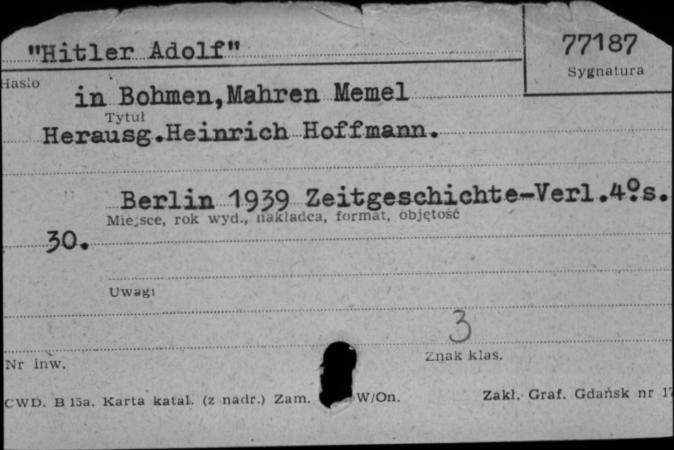 "Hitler Adolf"
77187
Sygnatura
Hasło
in Bohmen,Mahren Memel
Tytuł
Herausg.Heinrich Hoffmann.
Berlin 1939 Zeitgeschichte-Verl.4º.s.
Miejsce, rok wyd., nakładca, format, objętość
30.
Uwagi
3
Nr inw.
Znak klas.
CWD. B 15a. Karta katal. (z nadr.) Zam. W/On.
Zakł. Graf. Gdańsk nr 17